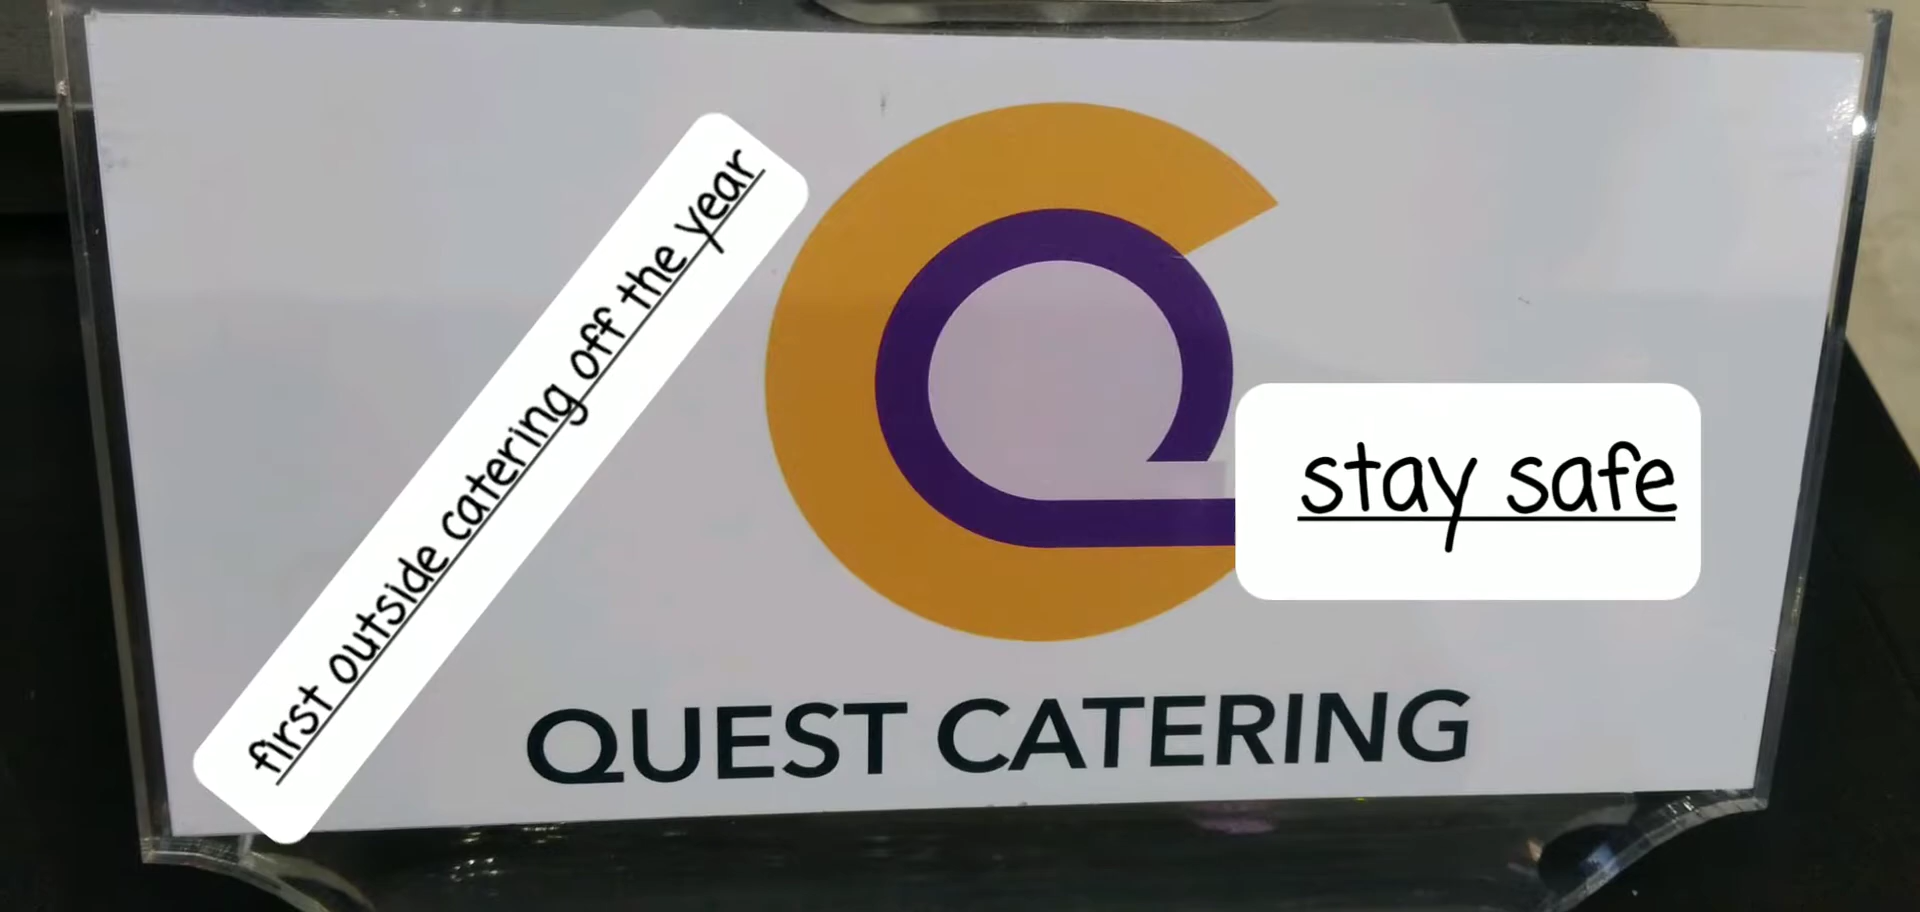 first outside catering off the year
stay safe
QUEST CATERING